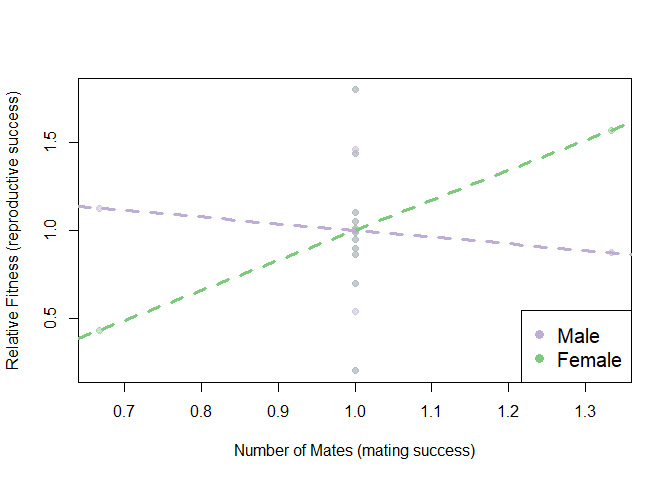 Relative Fitness (reproductive success)
1.5
1.0
0.5
Male
Female
0.7 0.8 0.9 1.0 1.1 1.2 1.3
Number of Mates (mating success)